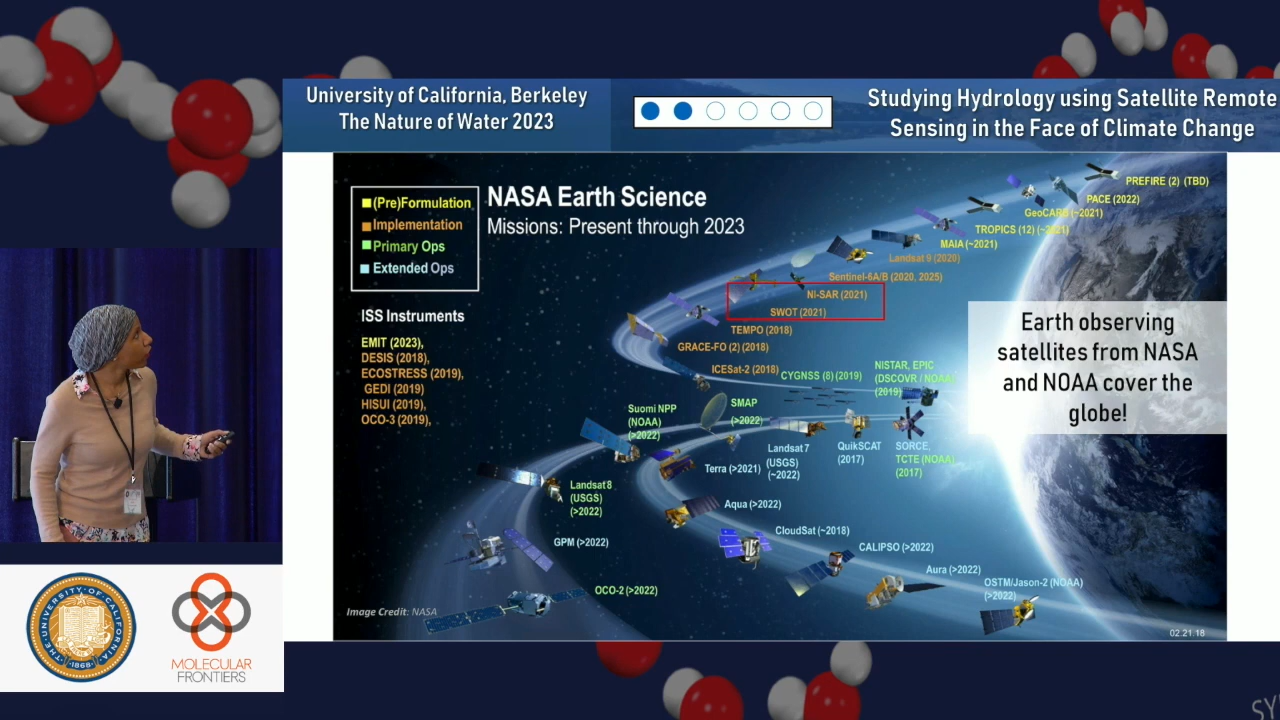 University of California, Berkeley
The Nature of Water 2023
Studying Hydrology using Satellite Remote
Sensing in the Face of Climate Change
(Pre)Formulation
Implementation
Primary Ops
Extended Ops
NASA Earth Science
Missions: Present through 2023
ISS Instruments
EMIT (2023),
DESIS (2018),
ECOSTRESS (2019),
GEDI (2019)
HISUI (2019),
OCO-3 (2019),
PREFIRE (2) (TBD)
PACE (2022)
GeoCARB (~2021)
TROPICS (12) (~2021)
MAIA (~2021)
Landsat 9 (2020)
Sentinel-6A/B (2020, 2025)
NI-SAR (2021)
SWOT (2021)
TEMPO (2018)
GRACE-FO (2) (2018)
ICESat-2 (2018)
CYGNSS (8) (2019)
NISTAR, EPIC
(DSCOVR / NOAA)
(2019)
Earth observing
satellites from NASA
and NOAA cover the
globe!
Suomi NPP
(NOAA)
(>2022)
SMAP
(>2022)
Landsat 7
(USGS)
(~2022)
QuikSCAT
(2017)
SORCE,
TCTE (NOAA)
(2017)
Terra (>2021)
Landsat 8
(USGS)
(>2022)
Aqua (>2022)
GPM (>2022)
CloudSat (~2018)
CALIPSO (>2022)
Aura (>2022)
OSTM/Jason-2 (NOAA)
(>2022)
OCO-2 (>2022)
Image Credit: NASA
02.21.18
THE · UNIVERSITY · OF · CALIFORNIA
·1868·
MOLECULAR
FRONTIERS
SY